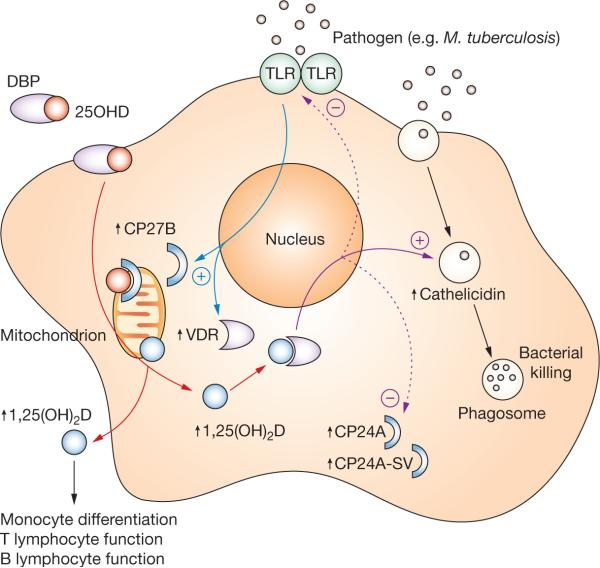 Pathogen (e.g. M. tuberculosis)
TLR TLR
DBP
25OHD
−
↑CP27B
+
Nucleus
+
↑Cathelicidin
Mitochondrion
↑VDR
Bacterial
killing
Phagosome
−
↑1,25(OH)₂D
↑1,25(OH)₂D
↑CP24A
↑CP24A-SV
Monocyte differentiation
T lymphocyte function
B lymphocyte function